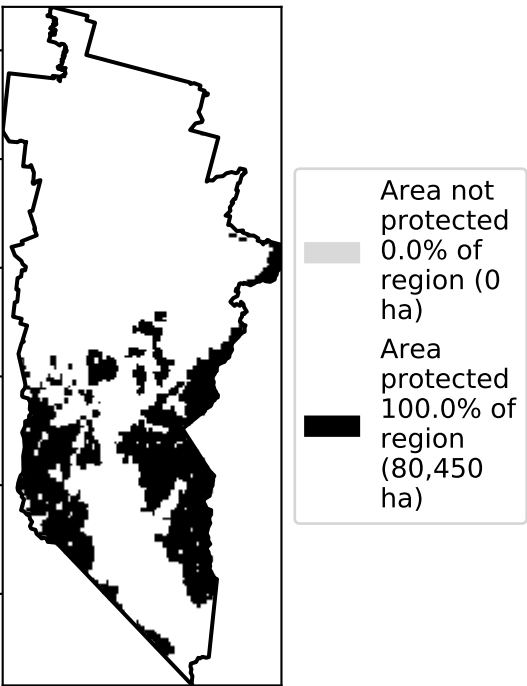 Area not
protected
0.0% of
region (0
ha)
Area
protected
100.0% of
region
(80,450
ha)